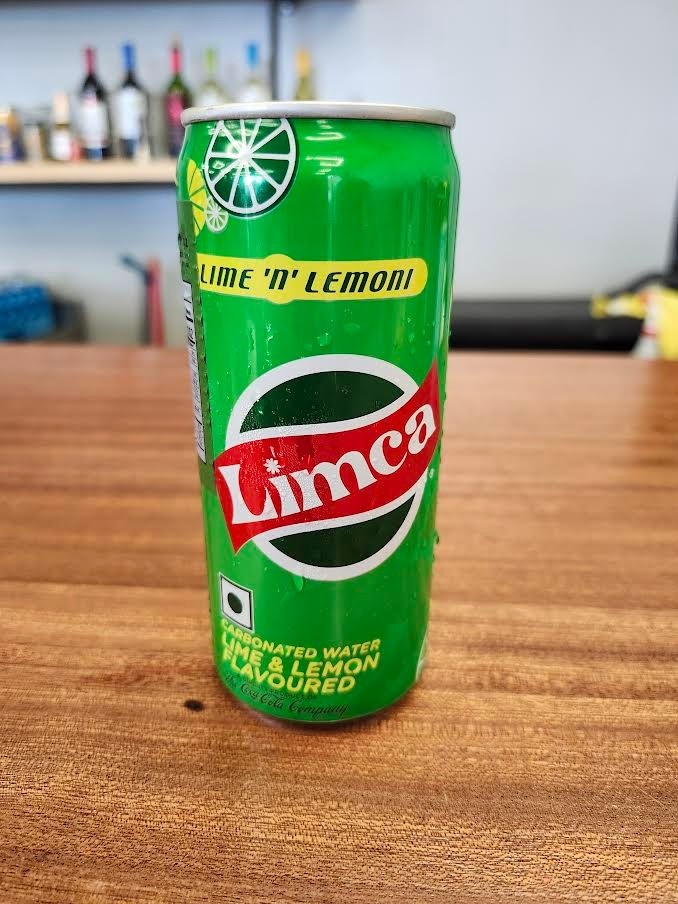 LIME 'N' LEMONI
Limca
CARBONATED WATER
LIME & LEMON
FLAVOURED
The Coca-Cola Company